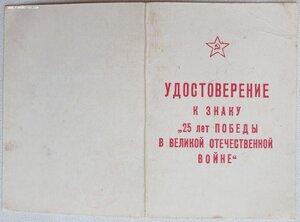 УДОСТОВЕРЕНИЕ
К ЗНАКУ
„25 лет ПОБЕДЫ
В ВЕЛИКОЙ ОТЕЧЕСТВЕННОЙ
ВОЙНЕ“